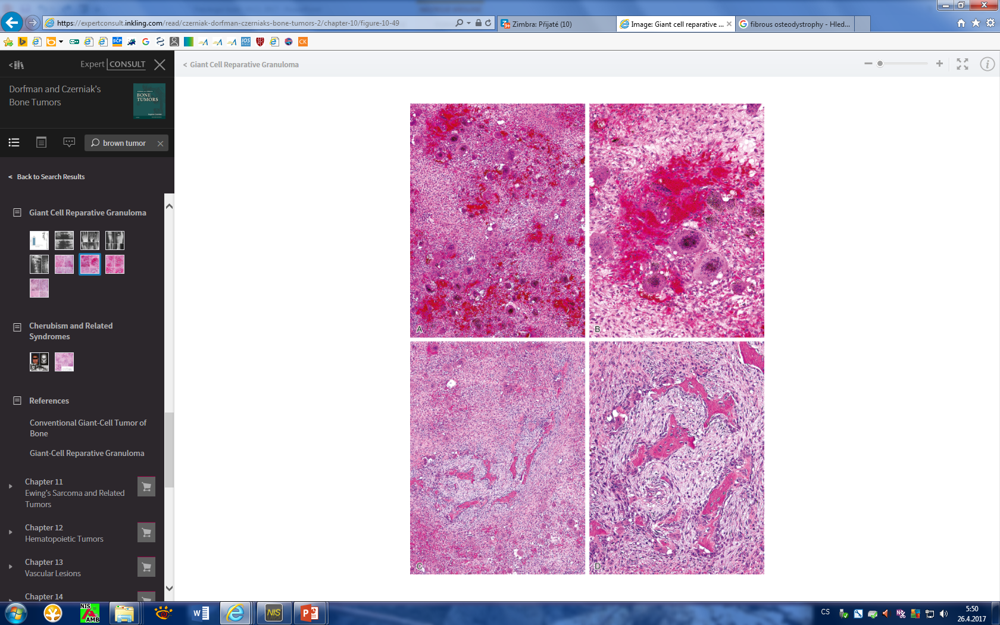 https://expertconsult.inkling.com/read/czerniak-dorfman-czerniaks-bone-tumors-2/chapter-10/figure-10-49
Zimbra: Přijaté (10)
Image: Giant cell reparative ...
fibrous osteodystrophy - Hled...
Expert CONSULT
< Giant Cell Reparative Granuloma
Dorfman and Czerniak's
Bone Tumors
BONE
TUMORS
brown tumor
< Back to Search Results
Giant Cell Reparative Granuloma
Cherubism and Related
Syndromes
References
Conventional Giant-Cell Tumor of
Bone
Giant-Cell Reparative Granuloma
Chapter 11
Ewing's Sarcoma and Related
Tumors
Chapter 12
Hematopoietic Tumors
Chapter 13
Vascular Lesions
Chapter 14
A
B
C
D
NIS
AMB
W
NIS
P
CS
5:50
26.4.2017